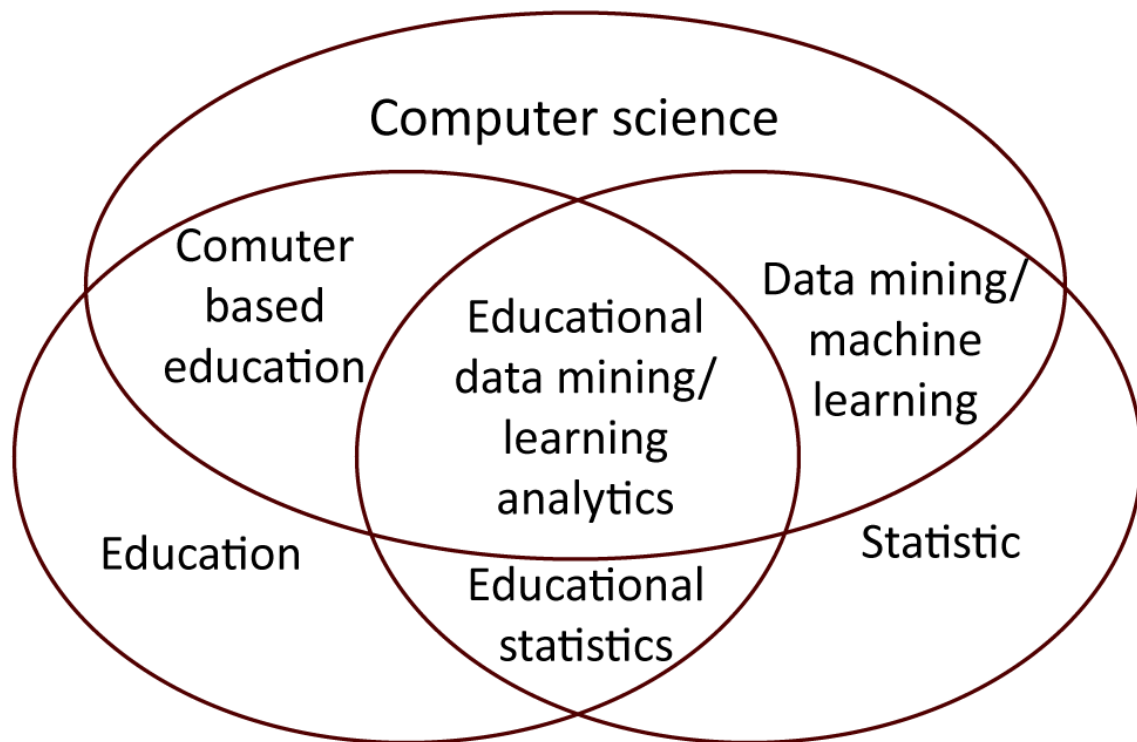 Computer science
Comuter
based
education
Educational
data mining/
learning
analytics
Data mining/
machine
learning
Education
Statistic
Educational
statistics